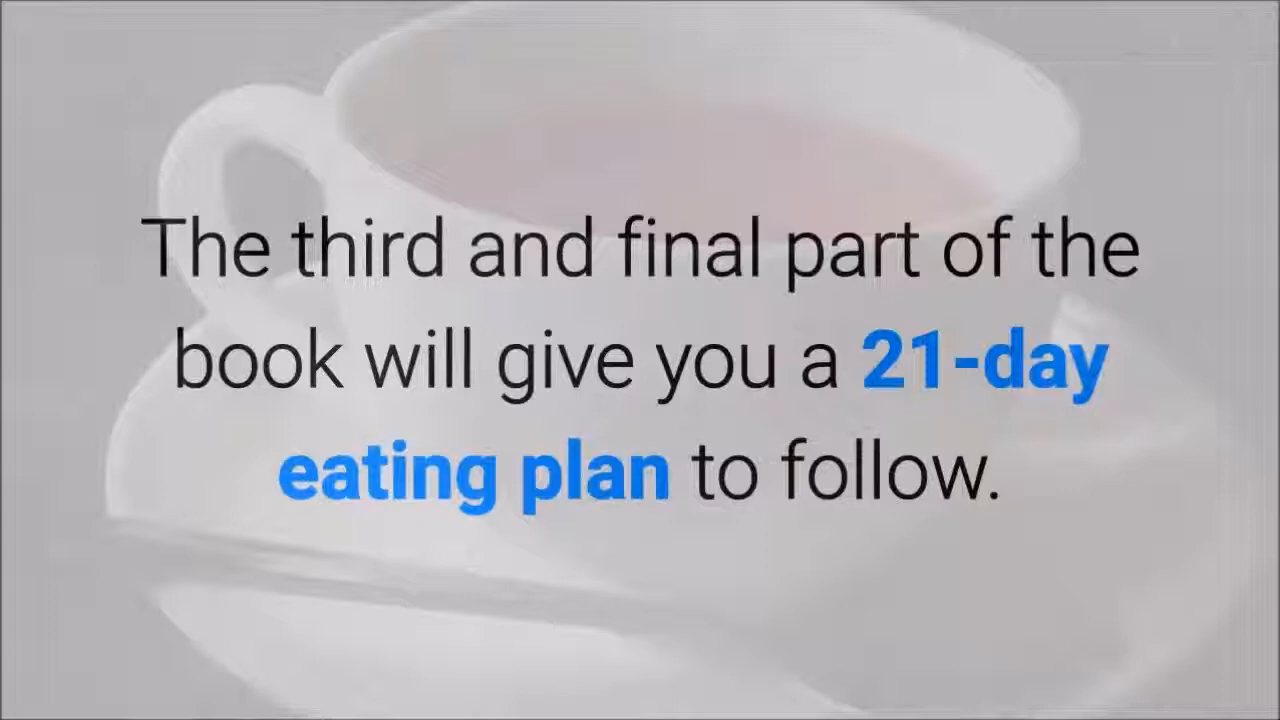 The third and final part of the
book will give you a 21-day
eating plan to follow.